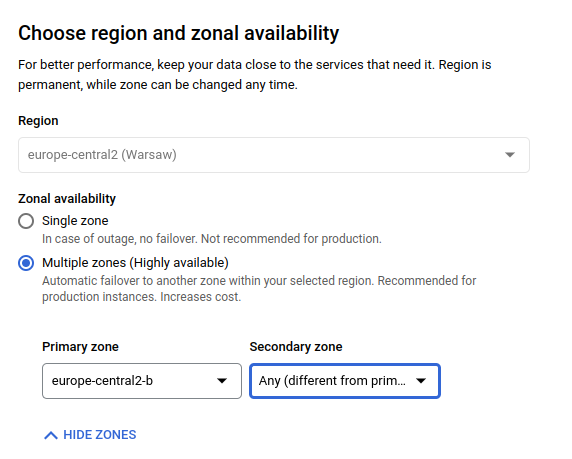 Choose region and zonal availability
For better performance, keep your data close to the services that need it. Region is
permanent, while zone can be changed any time.
Region
europe-central2 (Warsaw)
Zonal availability
Single zone
In case of outage, no failover. Not recommended for production.
Multiple zones (Highly available)
Automatic failover to another zone within your selected region. Recommended for
production instances. Increases cost.
Primary zone
Secondary zone
europe-central2-b
Any (different from prim...
HIDE ZONES